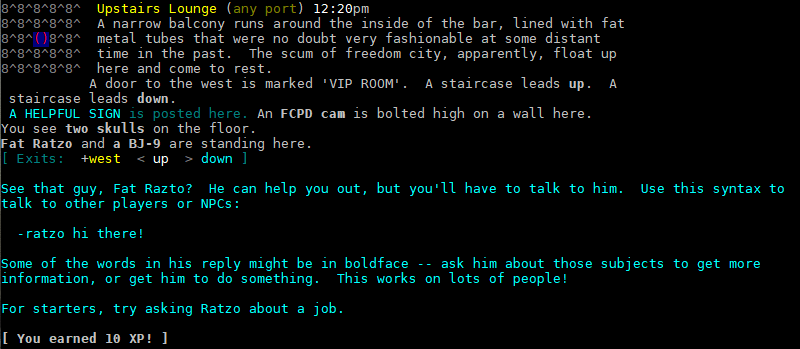 8^8^8^8^8^ Upstairs Lounge (any port) 12:20pm
8^8^8^8^8^ A narrow balcony runs around the inside of the bar, lined with fat
8^8^()8^8^ metal tubes that were no doubt very fashionable at some distant
8^8^8^8^8^ time in the past. The scum of freedom city, apparently, float up
8^8^8^8^8^ here and come to rest.
A door to the west is marked 'VIP ROOM'. A staircase leads up. A
staircase leads down.
A HELPFUL SIGN is posted here. An FCPD cam is bolted high on a wall here.
You see two skulls on the floor.
Fat Ratzo and a BJ-9 are standing here.
[ Exits: +west < up > down ]
See that guy, Fat Razto? He can help you out, but you'll have to talk to him. Use this syntax to
talk to other players or NPCs:
-ratzo hi there!
Some of the words in his reply might be in boldface -- ask him about those subjects to get more
information, or get him to do something. This works on lots of people!
For starters, try asking Ratzo about a job.
[ You earned 10 XP! ]